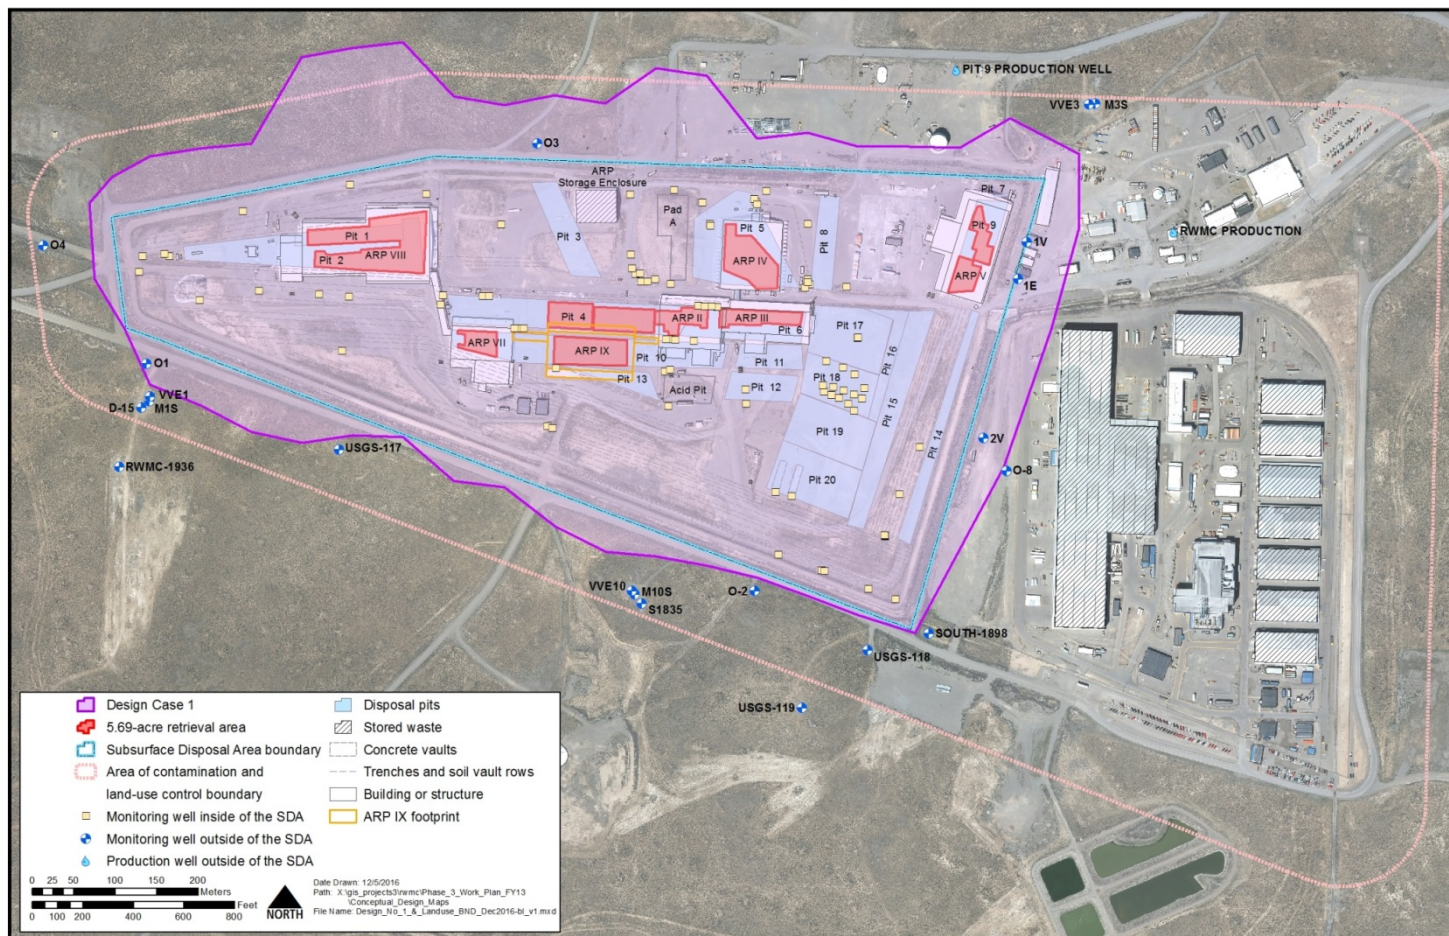 PIT 9 PRODUCTION WELL
VVE3 M3S
O3
ARP
Storage Enclosure
Pit 7
Pad
A
Pit 5
Pit 8
Pit 9
Pit 3
Pit 1
O4
1V
RWMC PRODUCTION
Pit 2
ARP VIII
ARP IV
ARP V
1E
Pit 4
ARP II
ARP III
Pit 6
Pit 17
Pit 16
ARP VII
ARP IX
Pit 10
Pit 11
O1
Pit 13
Acid Pit
Pit 12
Pit 18
Pit 15
VVE1
D-15 M1S
Pit 19
Pit 14
2V
USGS-117
RWMC-1936
O-8
Pit 20
VVE10 M10S
O-2
S1835
SOUTH-1898
USGS-118
USGS-119
Design Case 1
5.69-acre retrieval area
Subsurface Disposal Area boundary
Area of contamination and
land-use control boundary
Monitoring well inside of the SDA
Monitoring well outside of the SDA
Production well outside of the SDA
Disposal pits
Stored waste
Concrete vaults
Trenches and soil vault rows
Building or structure
ARP IX footprint
0 25 50 100 150 200
Meters
Feet
0 100 200 400 600 800
NORTH
Date Drawn: 12/5/2016
Path: X:\gis_projects3\rwmc\Phase_3_Work_Plan_FY13
\Conceptual_Design_Maps
File Name: Design_No_1_&_Landuse_BND_Dec2016-bl_v1.mxd